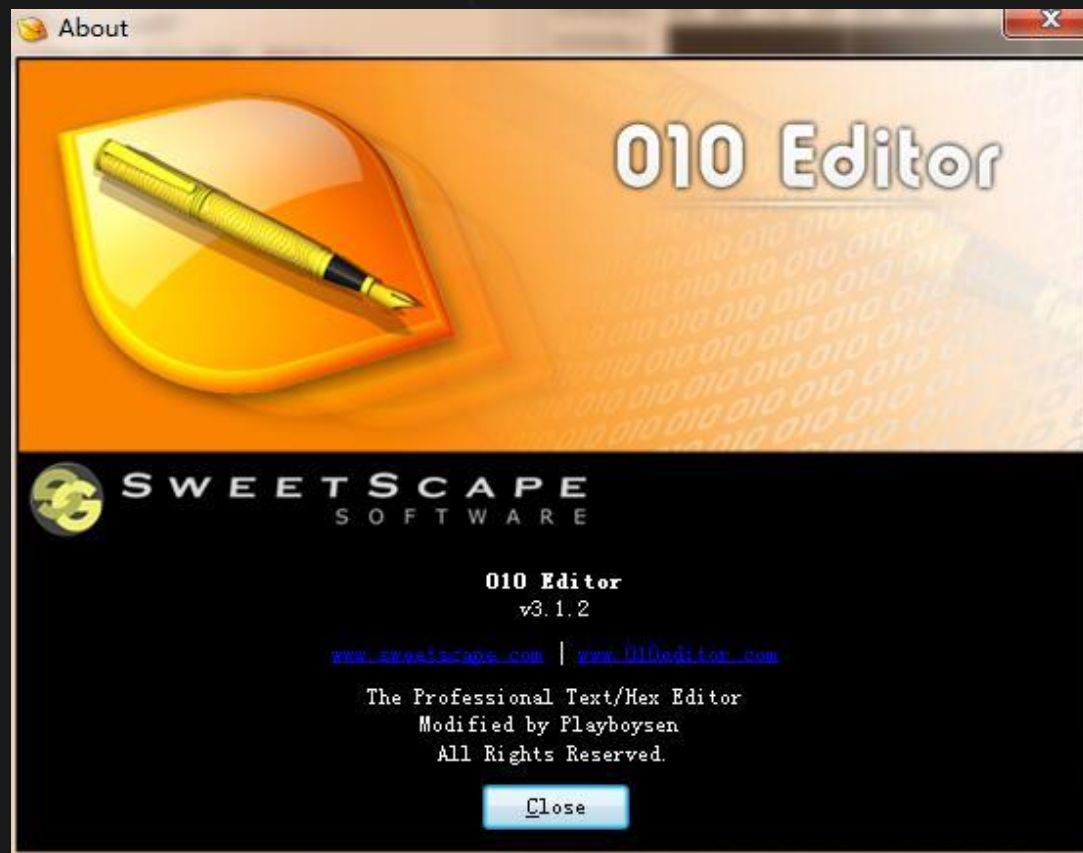 About
010 Editor
SWEETSCAPE
SOFTWARE
010 Editor
v3.1.2
www.sweetscape.com | www.010editor.com
The Professional Text/Hex Editor
Modified by Playboysen
All Rights Reserved.
Close